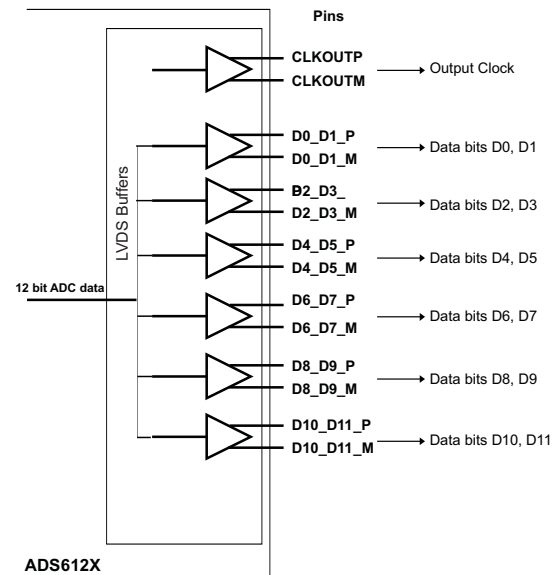 Pins
CLKOUTP
CLKOUTM
Output Clock
D0_D1_P
D0_D1_M
Data bits D0, D1
D2_D3_
D2_D3_M
Data bits D2, D3
D4_D5_P
D4_D5_M
Data bits D4, D5
D6_D7_P
D6_D7_M
Data bits D6, D7
D8_D9_P
D8_D9_M
Data bits D8, D9
D10_D11_P
D10_D11_M
Data bits D10, D11
LVDS Buffers
12 bit ADC data
ADS612X